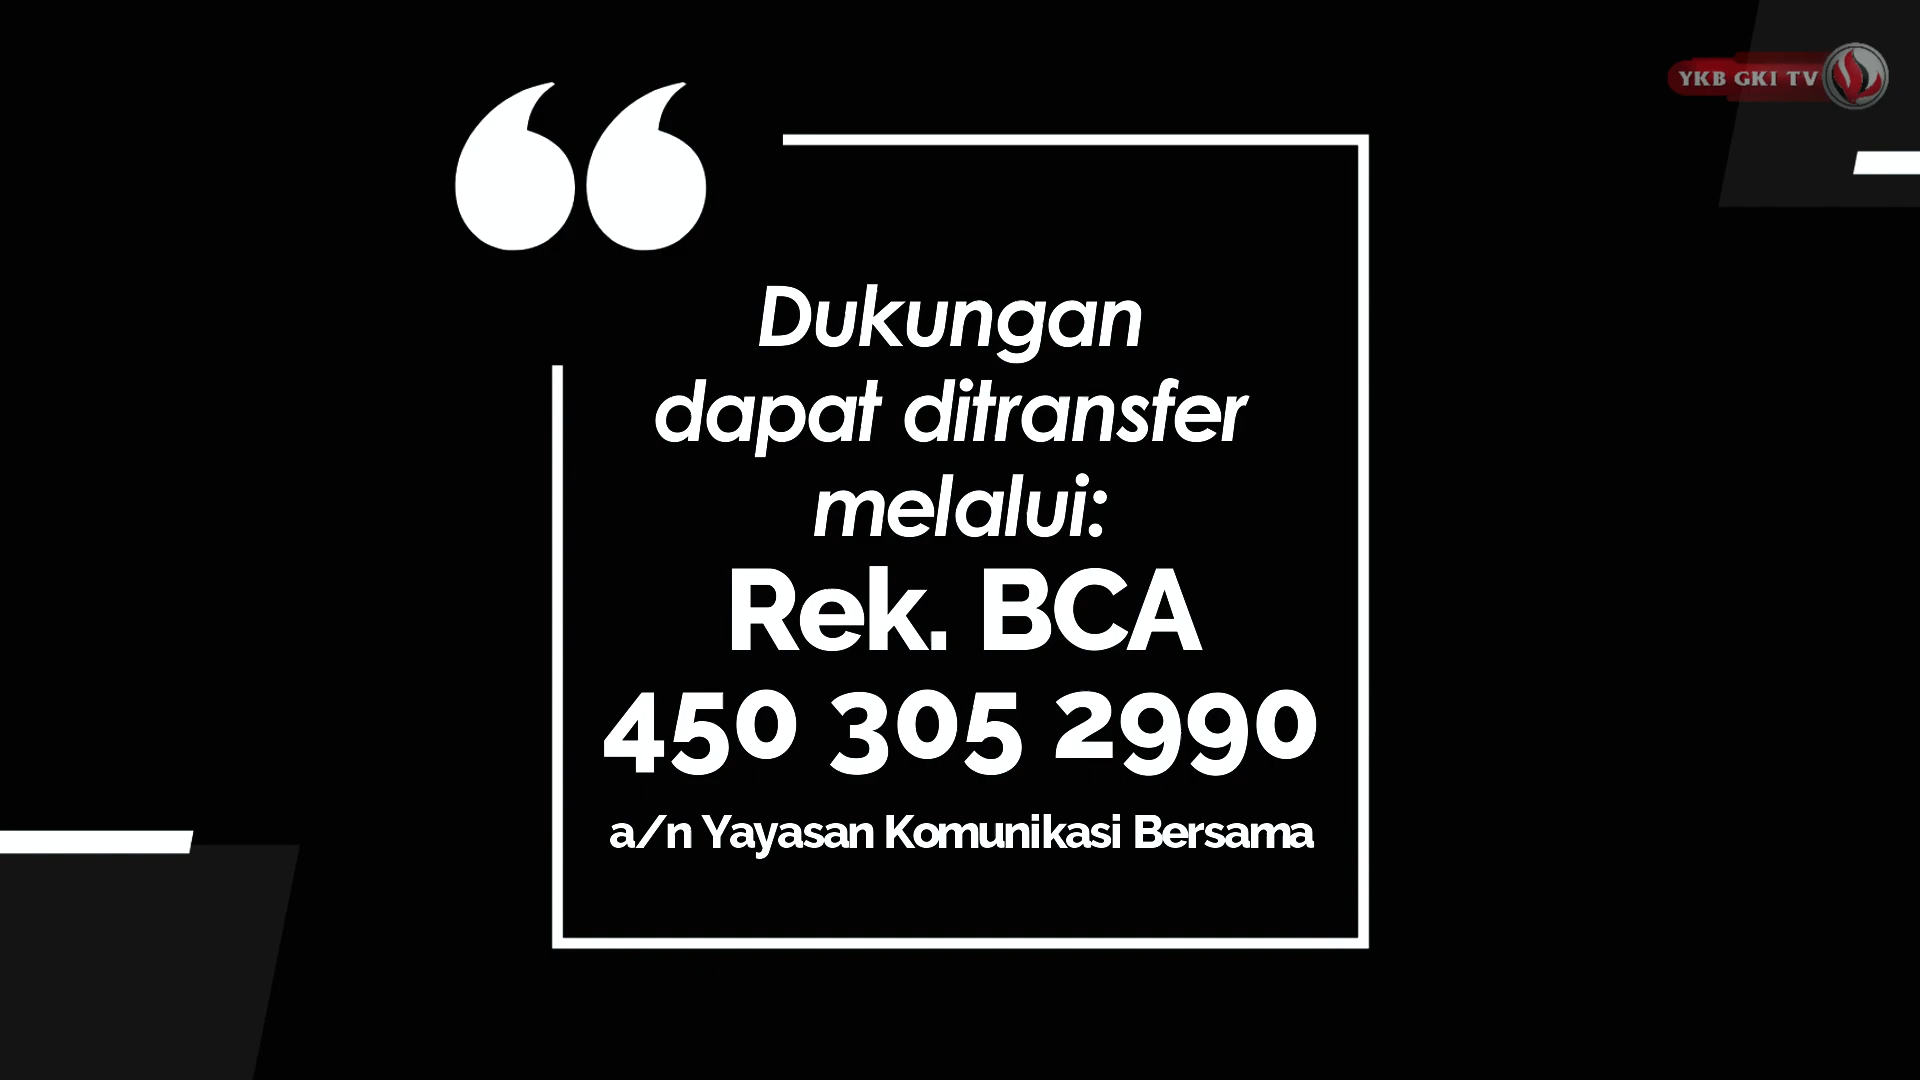 YKB GKI TV
Dukungan
dapat ditransfer
melalui:
Rek. BCA
450 305 2990
a/n Yayasan Komunikasi Bersama